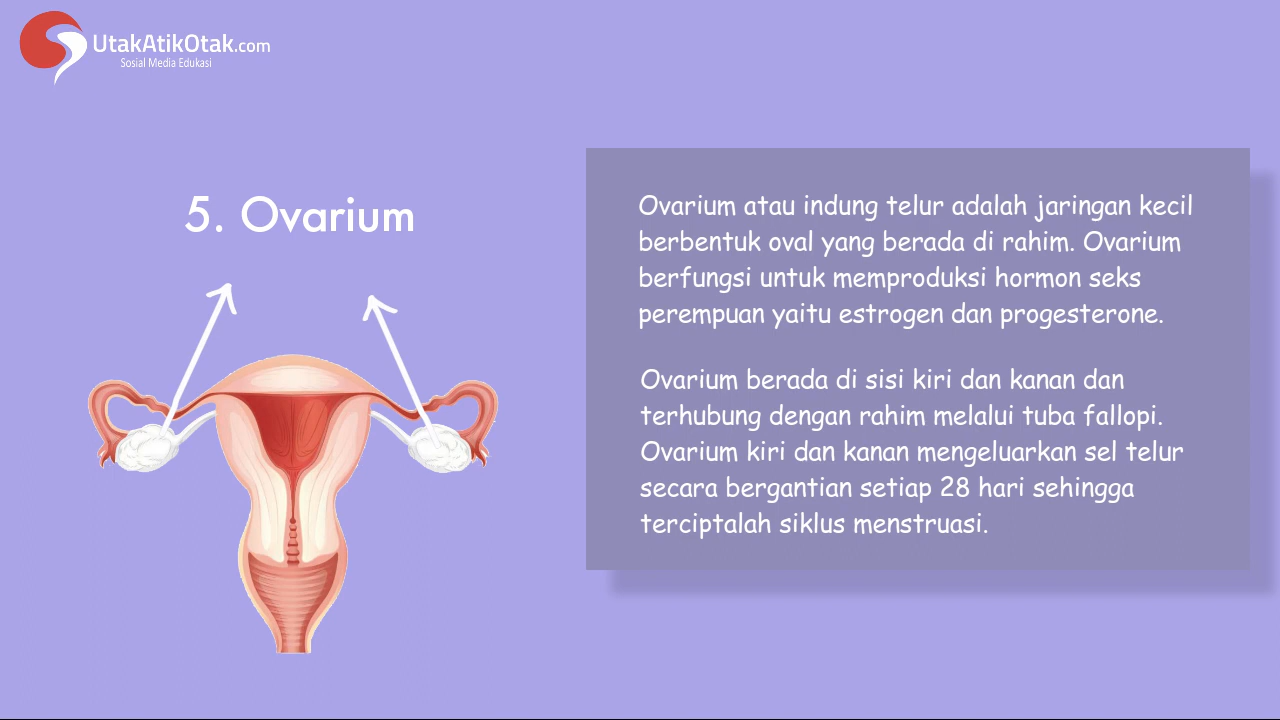 UtakAtikOtak.com
Sosial Media Edukasi
5. Ovarium
Ovarium atau indung telur adalah jaringan kecil
berbentuk oval yang berada di rahim. Ovarium
berfungsi untuk memproduksi hormon seks
perempuan yaitu estrogen dan progesterone.
Ovarium berada di sisi kiri dan kanan dan
terhubung dengan rahim melalui tuba fallopi.
Ovarium kiri dan kanan mengeluarkan sel telur
secara bergantian setiap 28 hari sehingga
terciptalah siklus menstruasi.